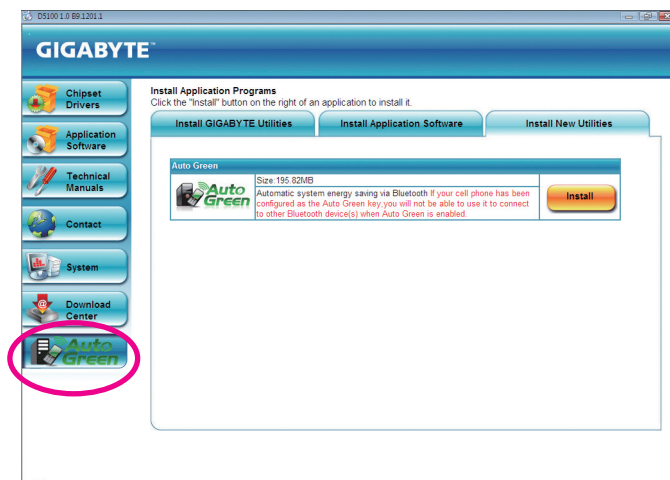 D5100 1.0 B9.1201.1
GIGABYTE™
Chipset
Drivers
Application
Software
Technical
Manuals
Contact
System
Download
Center
Auto
Green
Install Application Programs
Click the "Install" button on the right of an application to install it.
Install GIGABYTE Utilities
Install Application Software
Install New Utilities
Auto Green
Auto
Green
Size:195.82MB
Automatic system energy saving via Bluetooth If your cell phone has been
configured as the Auto Green key,you will not be able to use it to connect
to other Bluetooth device(s) when Auto Green is enabled.
Install